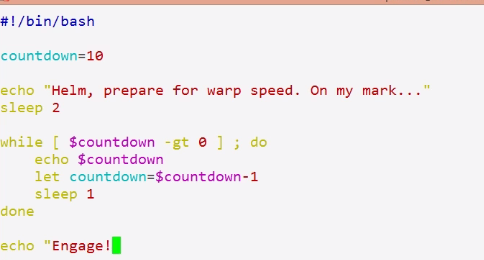 #!/bin/bash
countdown=10
echo "Helm, prepare for warp speed. On my mark..."
sleep 2
while [ $countdown -gt 0 ] ; do
echo $countdown
let countdown=$countdown-1
sleep 1
done
echo "Engage!